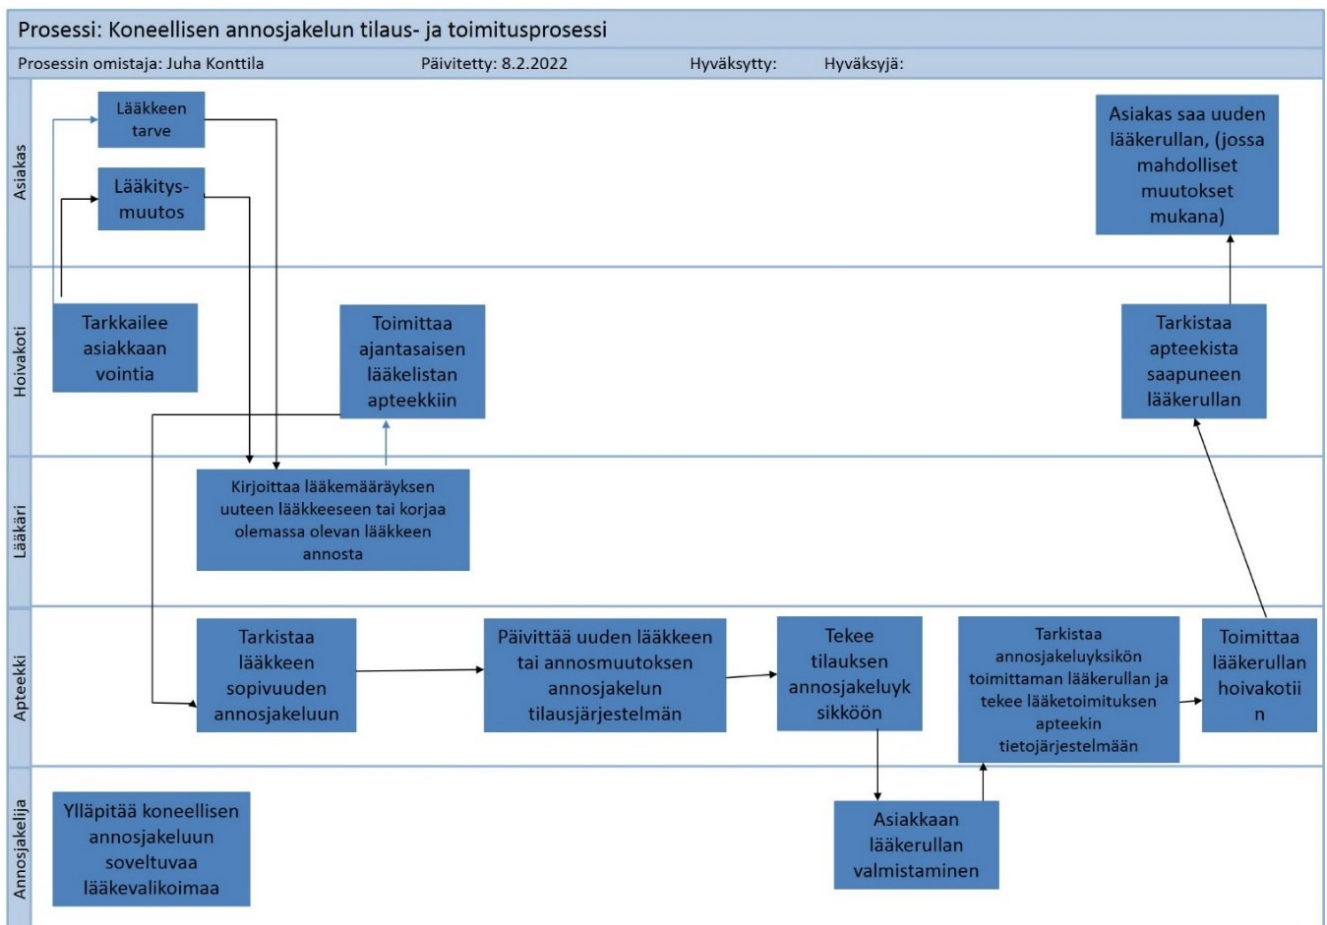 Prosessi: Koneellisen annosjakelun tilaus- ja toimitusprosessi
Prosessin omistaja: Juha Konttila
Päivitetty: 8.2.2022
Hyväksytty:
Hyväksyjä:
Asiakas
Lääkkeen
tarve
Lääkitys-
muutos
Asiakas saa uuden
lääkerullan, (jossa
mahdolliset
muutokset
mukana)
Hoivakoti
Tarkkailee
asiakkaan
vointia
Toimittaa
ajantasaisen
lääkelistan
apteekkiin
Tarkistaa
apteekista
saapuneen
lääkerullan
Lääkäri
Kirjoittaa lääkemääräyksen
uuteen lääkkeeseen tai korjaa
olemassa olevan lääkkeen
annosta
Apteekki
Tarkistaa
lääkkeen
sopivuuden
annosjakeluun
Päivittää uuden lääkkeen
tai annosmuutoksen
annosjakelun
tilausjärjestelmän
Tekee
tilauksen
annosjakeluyk
sikköön
Tarkistaa
annosjakeluyksikön
toimittaman lääkerullan ja
tekee lääketoimituksen
apteekin
tietojärjestelmään
Toimittaa
lääkerullan
hoivakotii
n
Annosjakelija
Ylläpitää koneellisen
annosjakeluun
soveltuvaa
lääkevalikoimaa
Asiakkaan
lääkerullan
valmistaminen